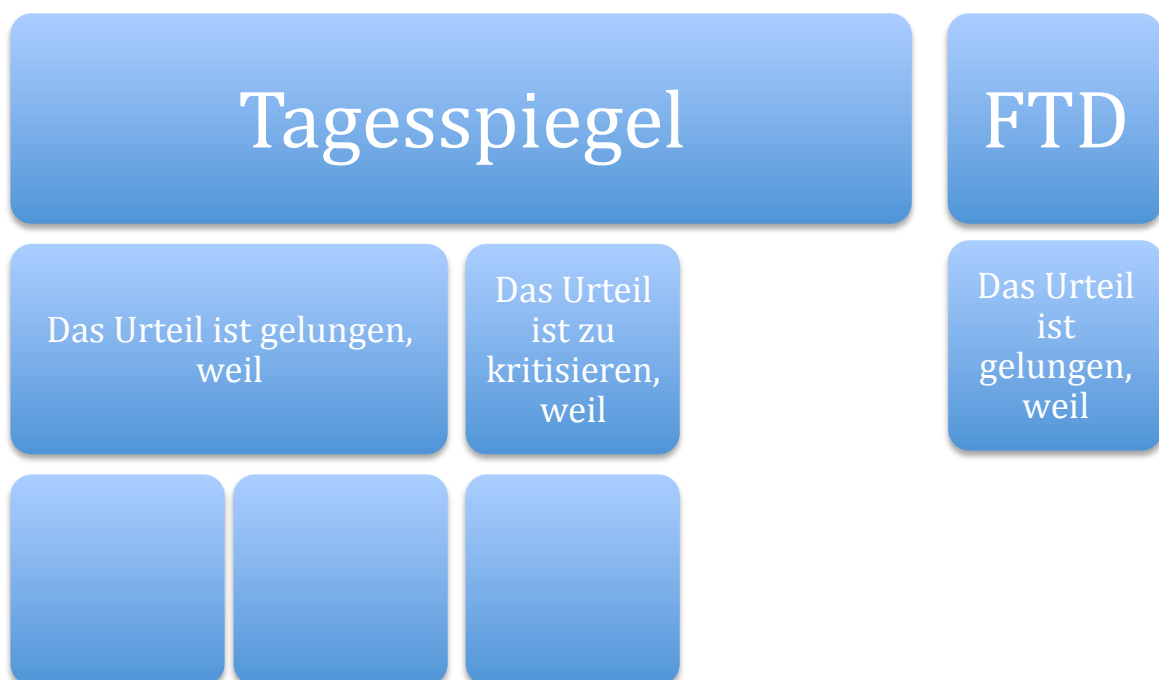 Tagesspiegel
FTD
Das Urteil ist gelungen,
weil
Das Urteil
ist zu
kritisieren,
weil
Das Urteil
ist
gelungen,
weil